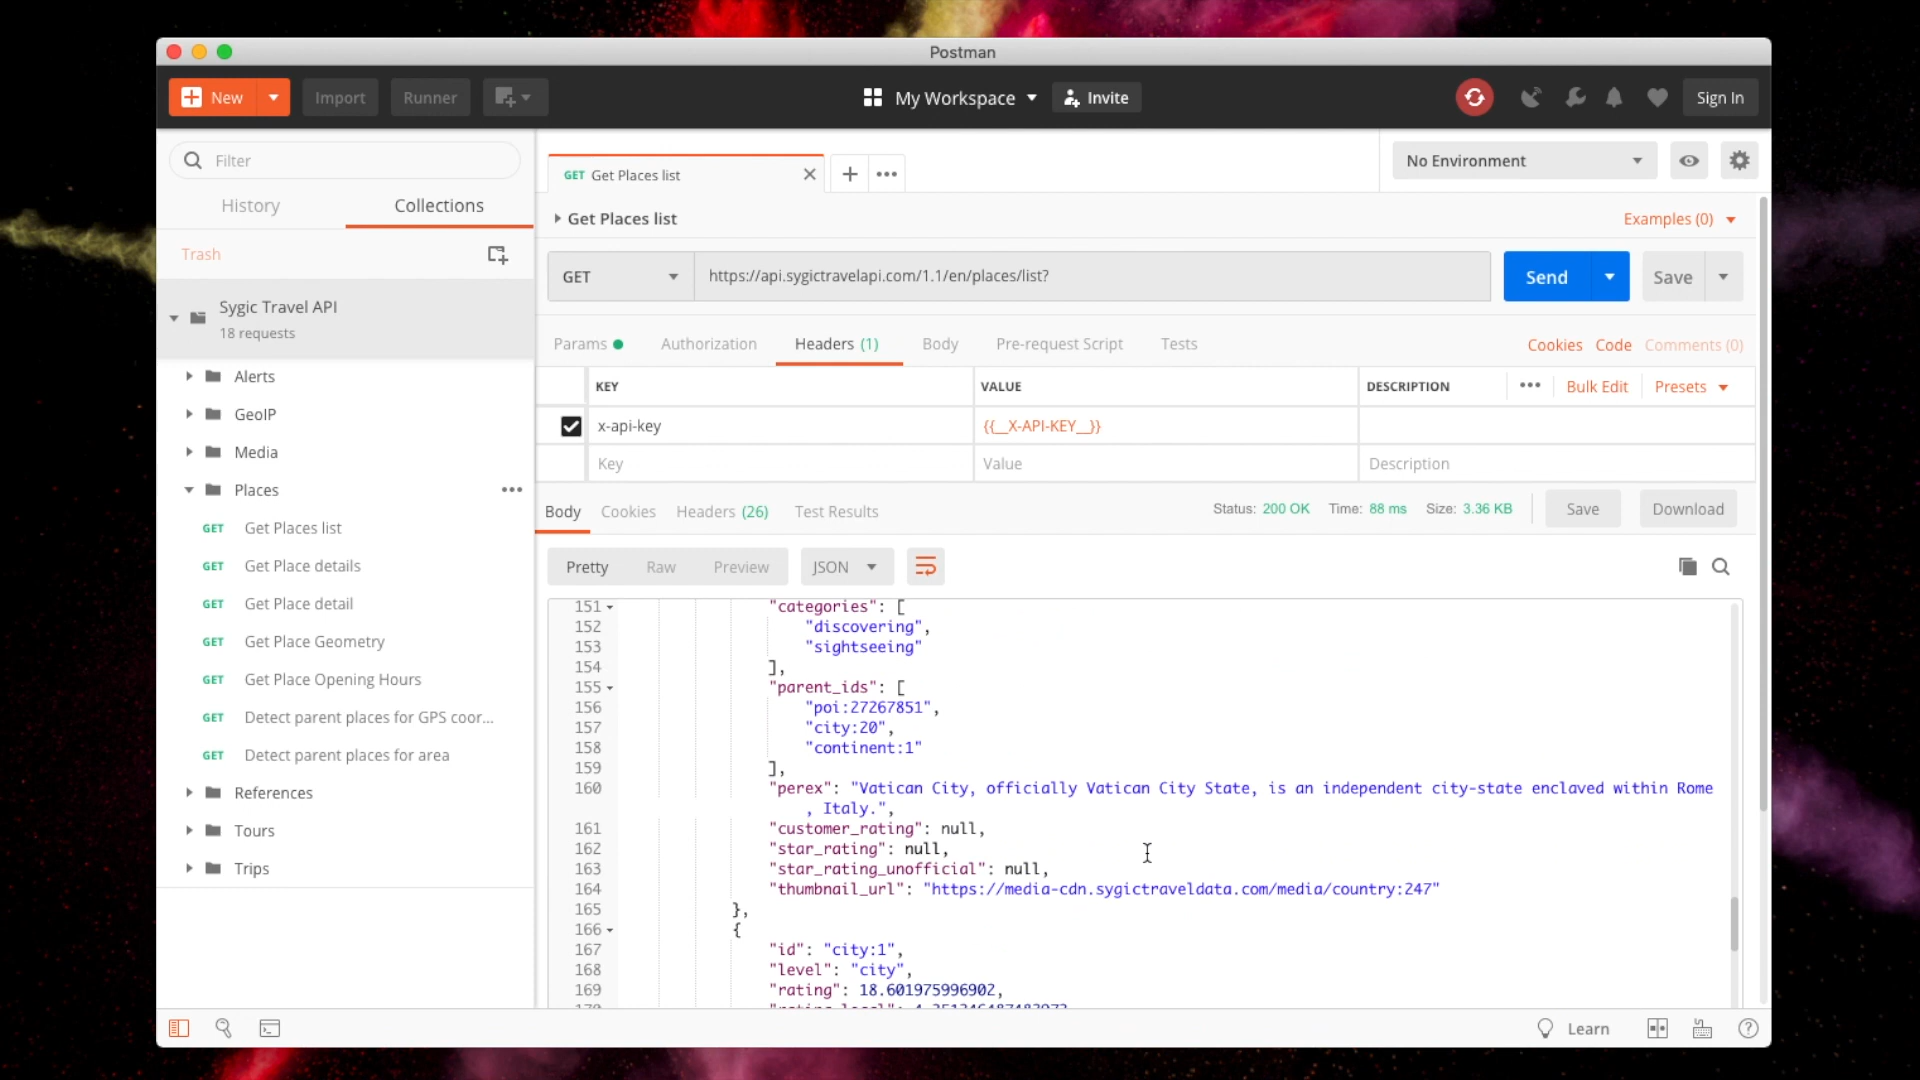 Postman
New
Import
Runner
My Workspace
Invite
Sign In
Filter
History
Collections
Trash
Sygic Travel API
18 requests
Alerts
GeoIP
Media
Places
GET Get Places list
GET Get Place details
GET Get Place detail
GET Get Place Geometry
GET Get Place Opening Hours
GET Detect parent places for GPS coor...
GET Detect parent places for area
References
Tours
Trips
GET Get Places list
No Environment
Get Places list
Examples (0)
GET
https://api.sygictravelapi.com/1.1/en/places/list?
Send
Save
Params
Authorization
Headers (1)
Body
Pre-request Script
Tests
Cookies
Code
Comments (0)
KEY VALUE DESCRIPTION
Bulk Edit
Presets
x-api-key {{__X-API-KEY__}}
Key Value Description
Body
Cookies
Headers (26)
Test Results
Status: 200 OK Time: 88 ms Size: 3.36 KB
Save
Download
Pretty
Raw
Preview
JSON
151 "categories": [
152 "discovering",
153 "sightseeing"
154 ],
155 "parent_ids": [
156 "poi:27267851",
157 "city:20",
158 "continent:1"
159 ],
160 "perex": "Vatican City, officially Vatican City State, is an independent city-state enclaved within Rome
, Italy.",
161 "customer_rating": null,
162 "star_rating": null,
163 "star_rating_unofficial": null,
164 "thumbnail_url": "https://media-cdn.sygictraveldata.com/media/country:247"
165 },
166 {
167 "id": "city:1",
168 "level": "city",
169 "rating": 18.601975996902,
Learn